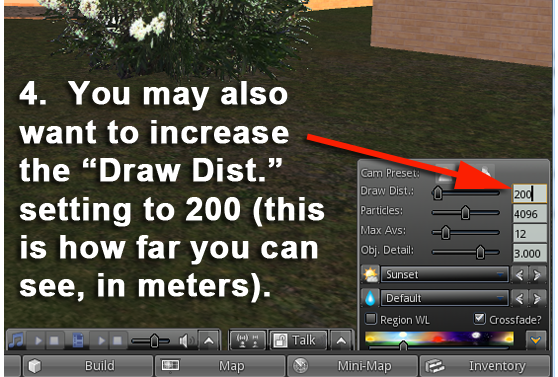 4.  You may also
want to increase
the “Draw Dist.”
setting to 200 (this
is how far you can
see, in meters).
Cam Preset:
Draw Dist.: 200
Particles: 4096
Max Avs: 12
Obj. Detail: 3.000
Sunset
Default
Region WL Crossfade?
Talk
Build Map Mini-Map Inventory